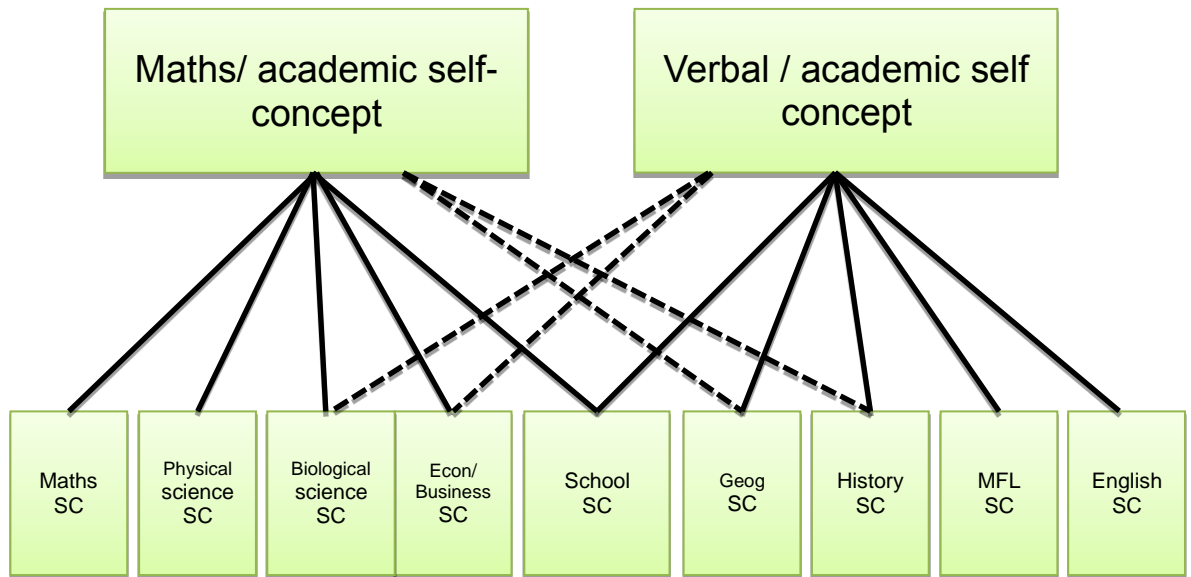 Maths/ academic self-
concept
Verbal / academic self
concept
Maths
SC
Physical
science
SC
Biological
science
SC
Econ/
Business
SC
School
SC
Geog
SC
History
SC
MFL
SC
English
SC